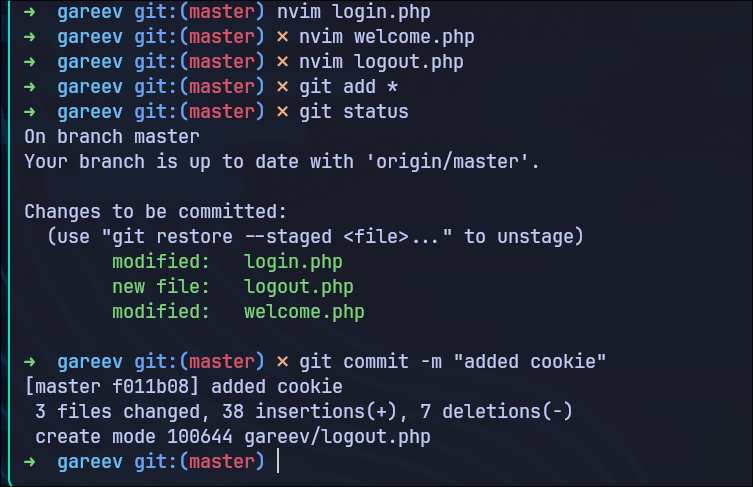 ➜  gareev git:(master) nvim login.php
➜  gareev git:(master) ✗ nvim welcome.php
➜  gareev git:(master) ✗ nvim logout.php
➜  gareev git:(master) ✗ git add *
➜  gareev git:(master) ✗ git status
On branch master
Your branch is up to date with 'origin/master'.

Changes to be committed:
  (use "git restore --staged <file>..." to unstage)
        modified:   login.php
        new file:   logout.php
        modified:   welcome.php

➜  gareev git:(master) ✗ git commit -m "added cookie"
[master f011b08] added cookie
 3 files changed, 38 insertions(+), 7 deletions(-)
 create mode 100644 gareev/logout.php
➜  gareev git:(master)